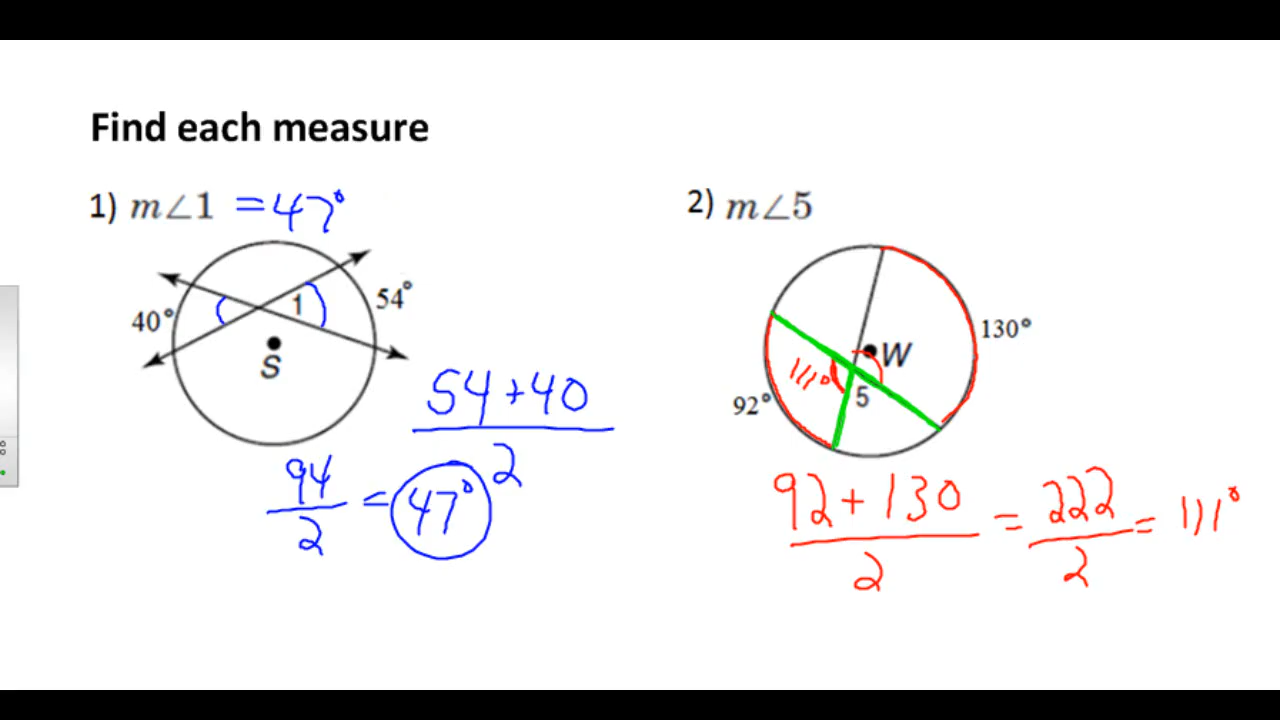 Find each measure
1) m∠1 = 47°
40°
1
54°
S
54 + 40
2
94
2
= 47°
2) m∠5
130°
W
111°
5
92°
92 + 130
2
=
222
2
= 111°